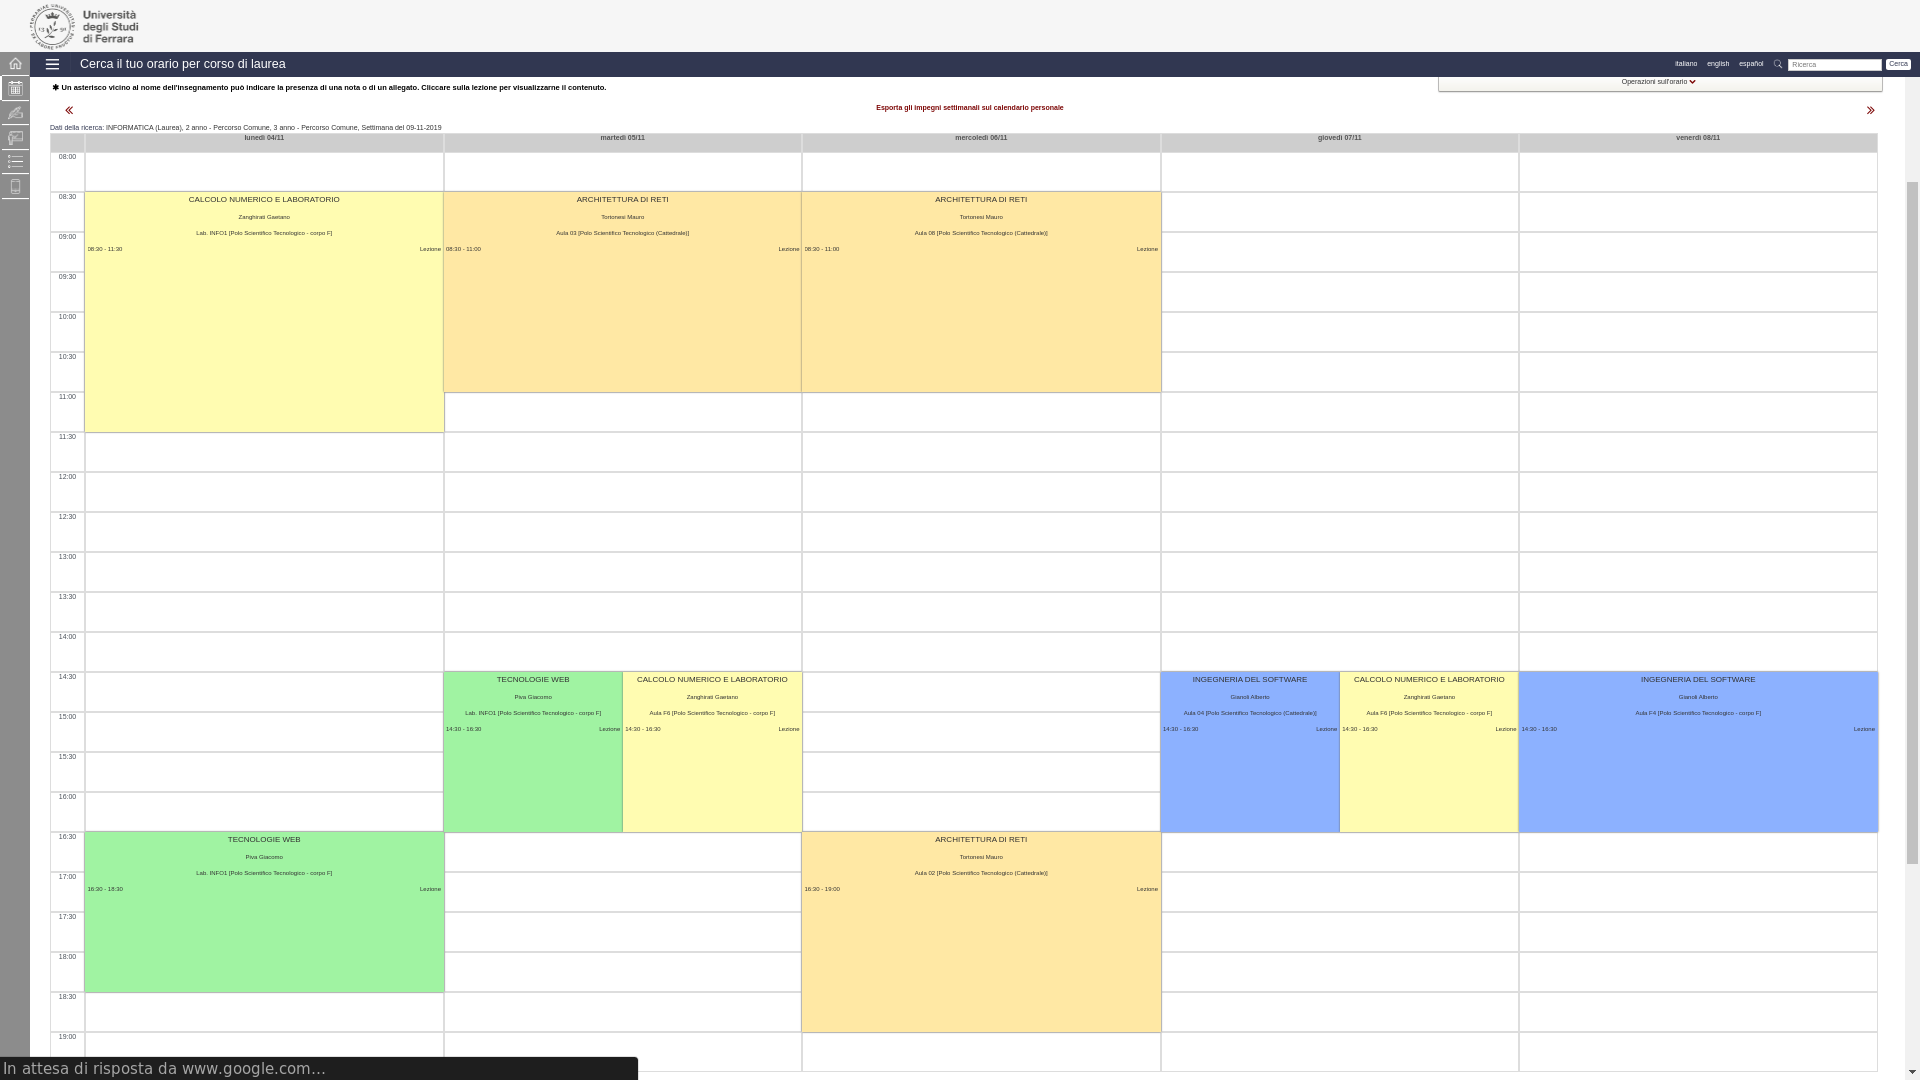 Università
degli Studi
di Ferrara
Cerca il tuo orario per corso di laurea
italiano english español Ricerca Cerca
✱ Un asterisco vicino al nome dell'insegnamento può indicare la presenza di una nota o di un allegato. Cliccare sulla lezione per visualizzarne il contenuto.
Operazioni sull'orario
Esporta gli impegni settimanali sul calendario personale
Dati della ricerca: INFORMATICA (Laurea), 2 anno - Percorso Comune, 3 anno - Percorso Comune, Settimana del 09-11-2019
lunedì 04/11 martedì 05/11 mercoledì 06/11 giovedì 07/11 venerdì 08/11
08:00
08:30
CALCOLO NUMERICO E LABORATORIO
Zanghirati Gaetano
Lab. INFO1 [Polo Scientifico Tecnologico - corpo F]
08:30 - 11:30 Lezione
ARCHITETTURA DI RETI
Tortonesi Mauro
Aula 03 [Polo Scientifico Tecnologico (Cattedrale)]
08:30 - 11:00 Lezione
ARCHITETTURA DI RETI
Tortonesi Mauro
Aula 08 [Polo Scientifico Tecnologico (Cattedrale)]
08:30 - 11:00 Lezione
09:00
09:30
10:00
10:30
11:00
11:30
12:00
12:30
13:00
13:30
14:00
14:30
TECNOLOGIE WEB
Piva Giacomo
Lab. INFO1 [Polo Scientifico Tecnologico - corpo F]
14:30 - 16:30 Lezione
CALCOLO NUMERICO E LABORATORIO
Zanghirati Gaetano
Aula F6 [Polo Scientifico Tecnologico - corpo F]
14:30 - 16:30 Lezione
INGEGNERIA DEL SOFTWARE
Gianoli Alberto
Aula 04 [Polo Scientifico Tecnologico (Cattedrale)]
14:30 - 16:30 Lezione
CALCOLO NUMERICO E LABORATORIO
Zanghirati Gaetano
Aula F6 [Polo Scientifico Tecnologico - corpo F]
14:30 - 16:30 Lezione
INGEGNERIA DEL SOFTWARE
Gianoli Alberto
Aula F4 [Polo Scientifico Tecnologico - corpo F]
14:30 - 16:30 Lezione
15:00
15:30
16:00
16:30
TECNOLOGIE WEB
Piva Giacomo
Lab. INFO1 [Polo Scientifico Tecnologico - corpo F]
16:30 - 18:30 Lezione
ARCHITETTURA DI RETI
Tortonesi Mauro
Aula 02 [Polo Scientifico Tecnologico (Cattedrale)]
16:30 - 19:00 Lezione
17:00
17:30
18:00
18:30
19:00
In attesa di risposta da www.google.com…